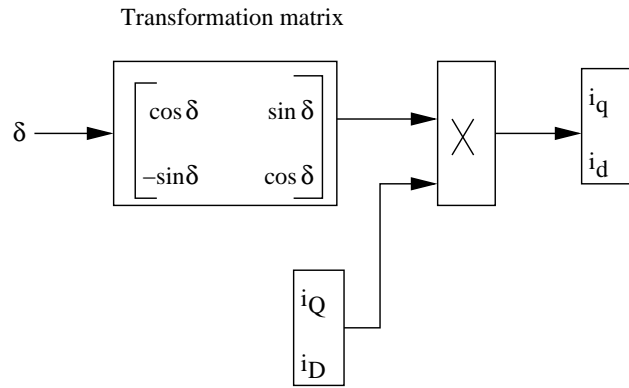 Transformation matrix
δ
cos δ sin δ
−sin δ cos δ
i_q
i_d
i_Q
i_D